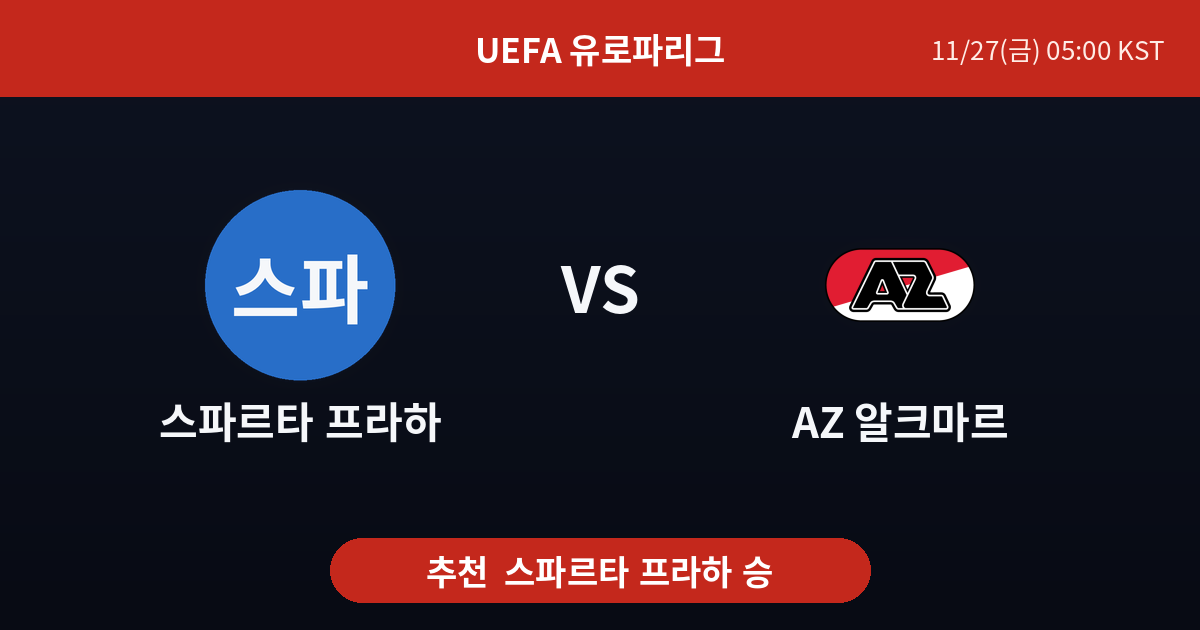 UEFA 유로파리그
11/27(금) 05:00 KST
스파
VS
AZ
스파르타 프라하
AZ 알크마르
추천 스파르타 프라하 승